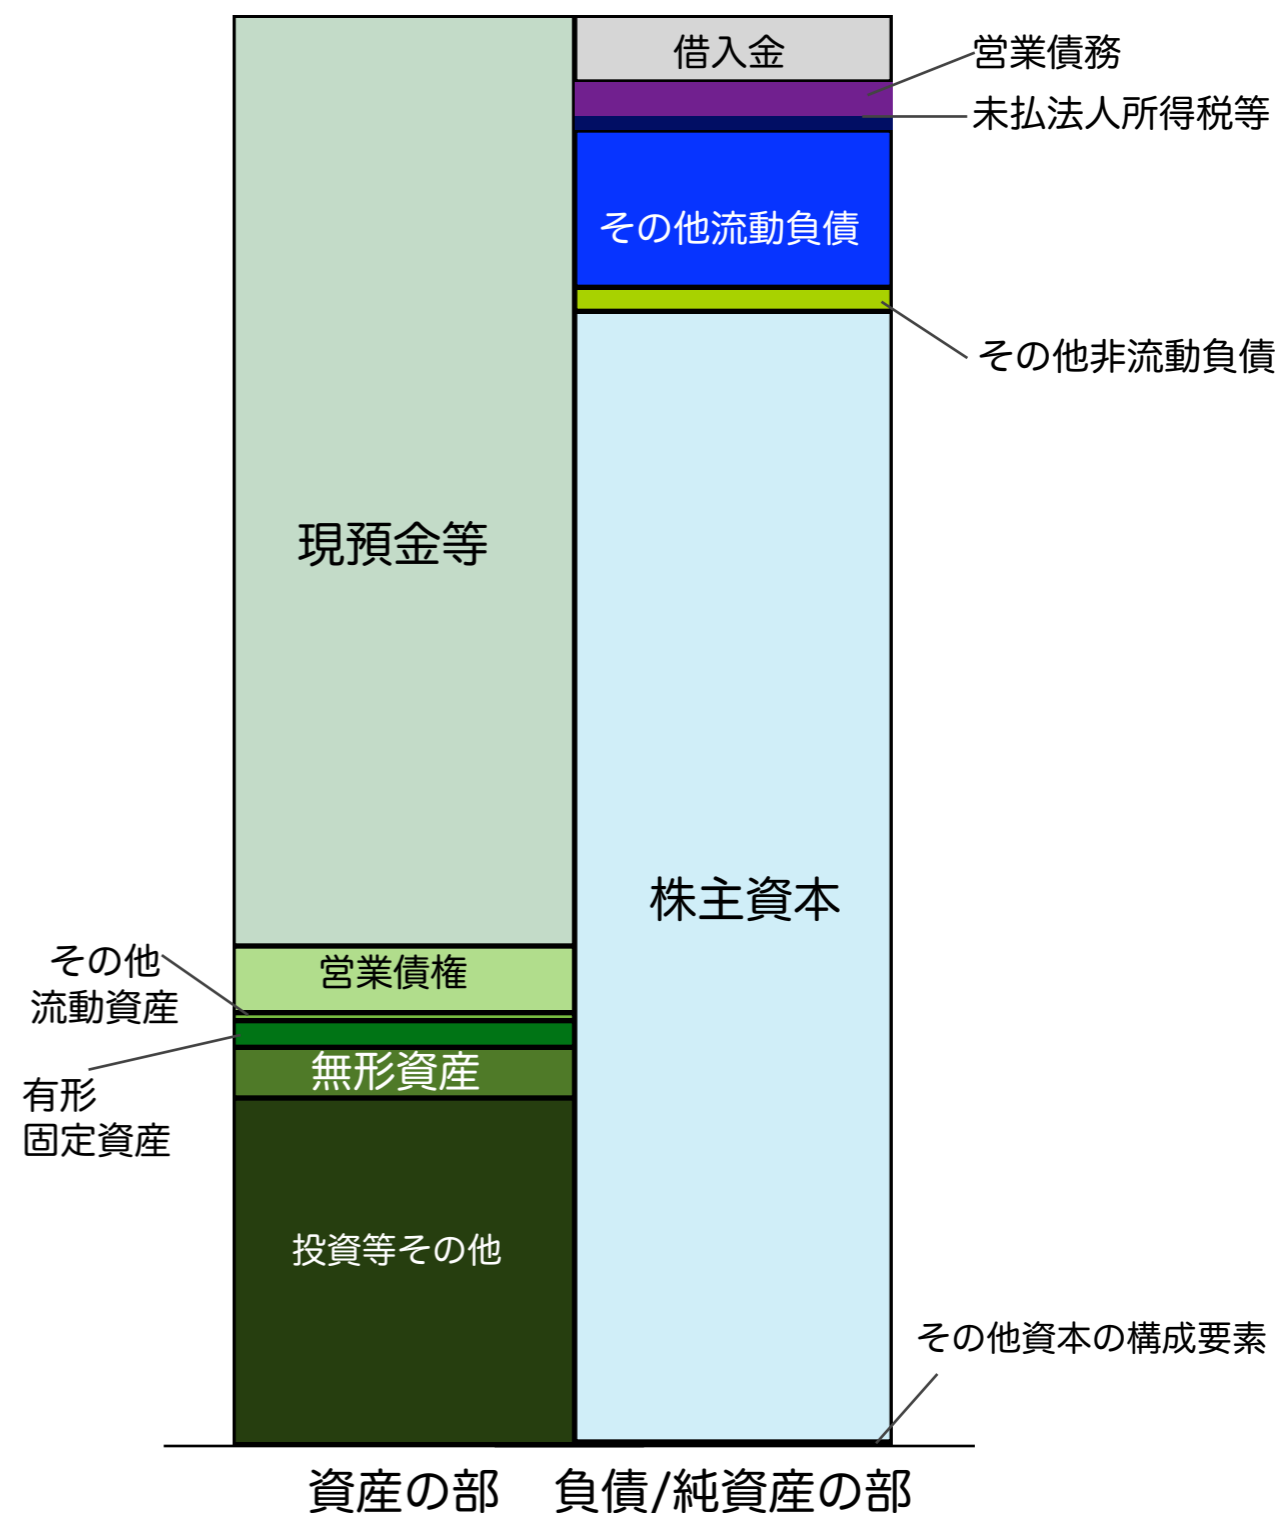 借入金
営業債務
未払法人所得税等
その他流動負債
その他非流動負債
現預金等
株主資本
その他
流動資産
営業債権
有形
固定資産
無形資産
投資等その他
その他資本の構成要素
資産の部
負債/純資産の部